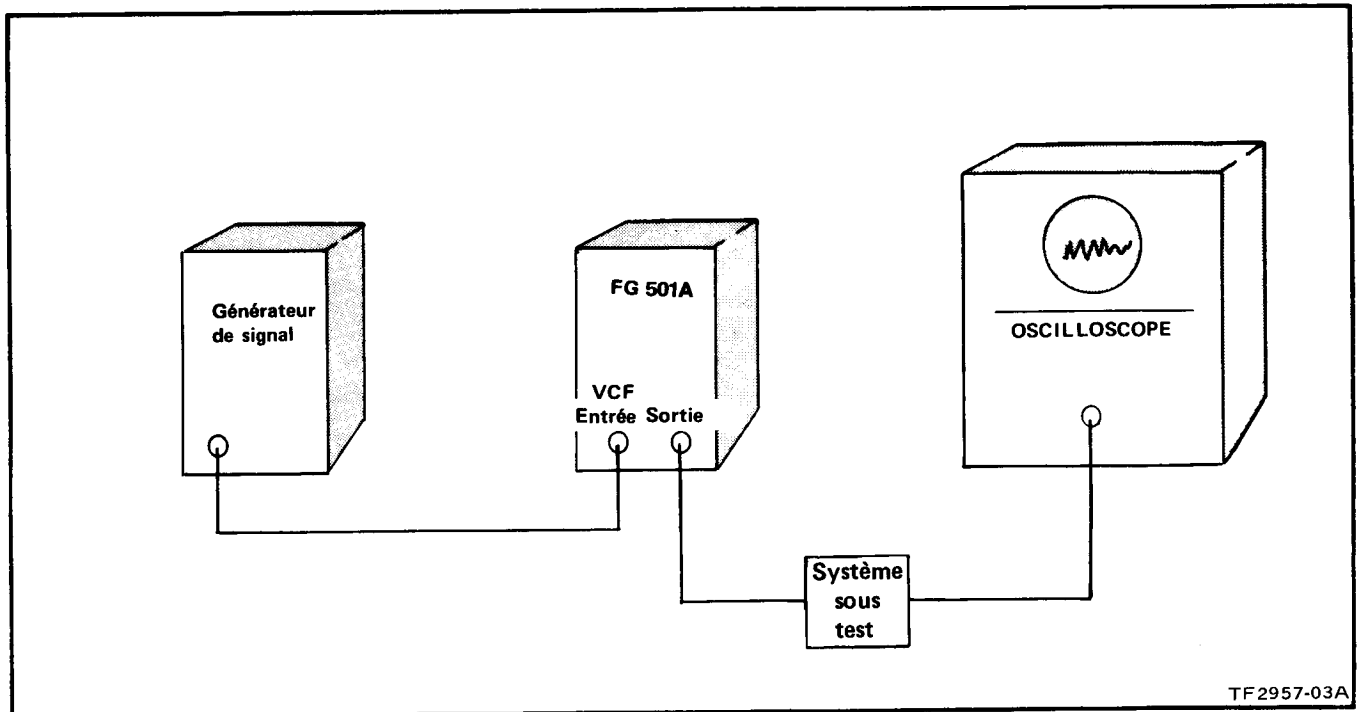 Générateur
de signal
FG 501A
VCF
Entrée Sortie
OSCILLOSCOPE
Système
sous
test
TF2957-03A